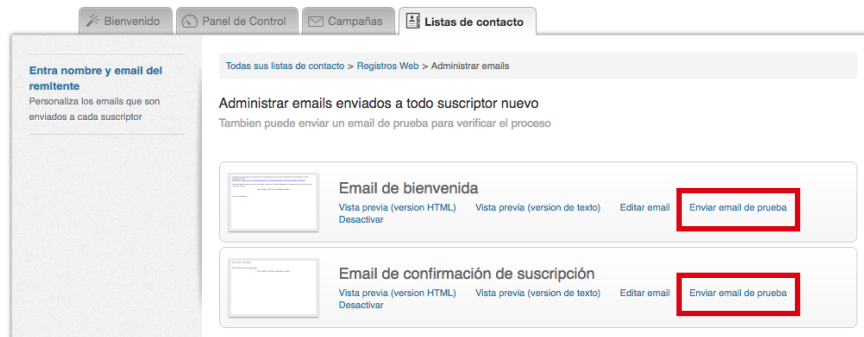 Bienvenido
Panel de Control
Campañas
Listas de contacto
Entra nombre y email del
remitente
Personaliza los emails que son
enviados a cada suscriptor
Todas sus listas de contacto > Registros Web > Administrar emails
Administrar emails enviados a todo suscriptor nuevo
Tambien puede enviar un email de prueba para verificar el proceso
Email de bienvenida
Vista previa (version HTML) Vista previa (version de texto) Editar email Enviar email de prueba
Desactivar
Email de confirmación de suscripción
Vista previa (version HTML) Vista previa (version de texto) Editar email Enviar email de prueba
Desactivar